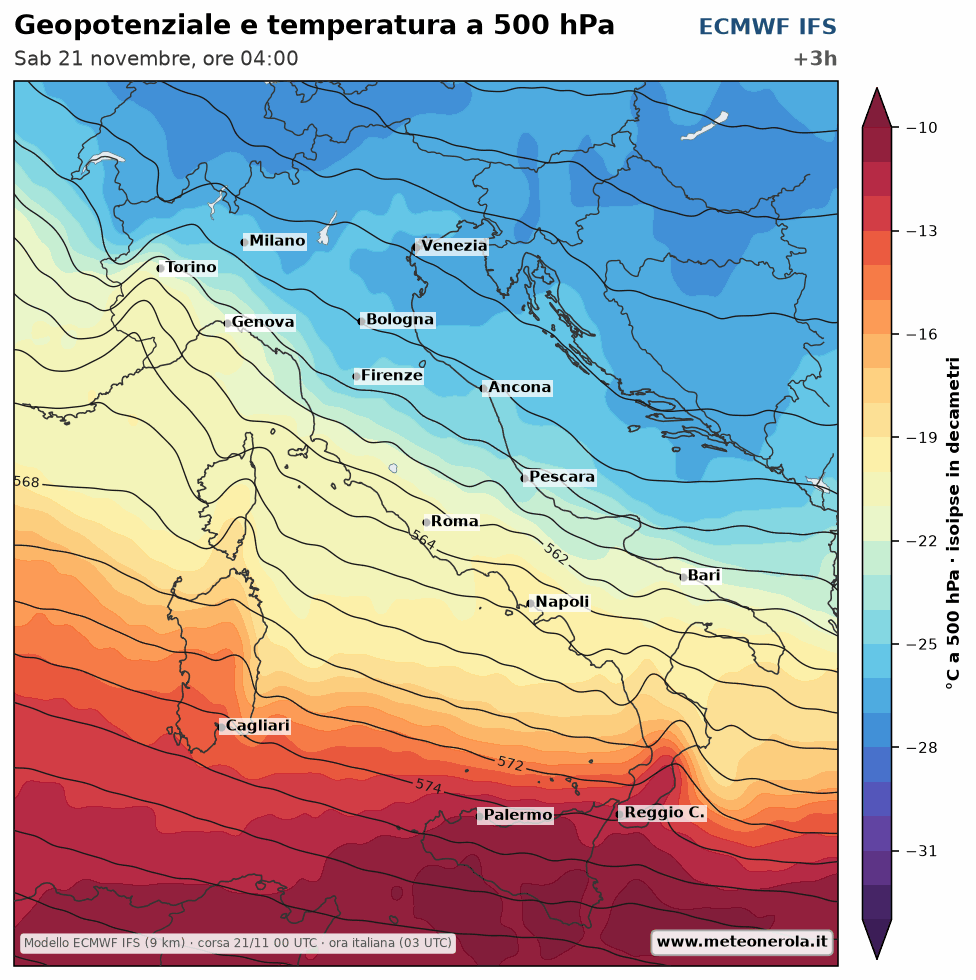 Geopotenziale e temperatura a 500 hPa
ECMWF IFS
Sab 21 novembre, ore 04:00
+3h
Milano
Venezia
Torino
Genova
Bologna
Firenze
Ancona
Pescara
568
Roma
564
562
Bari
Napoli
Cagliari
572
574
Palermo
Reggio C.
Modello ECMWF IFS (9 km) · corsa 21/11 00 UTC · ora italiana (03 UTC)
www.meteonerola.it
−10
−13
−16
−19
−22
−25
−28
−31
°C a 500 hPa · isoipse in decametri